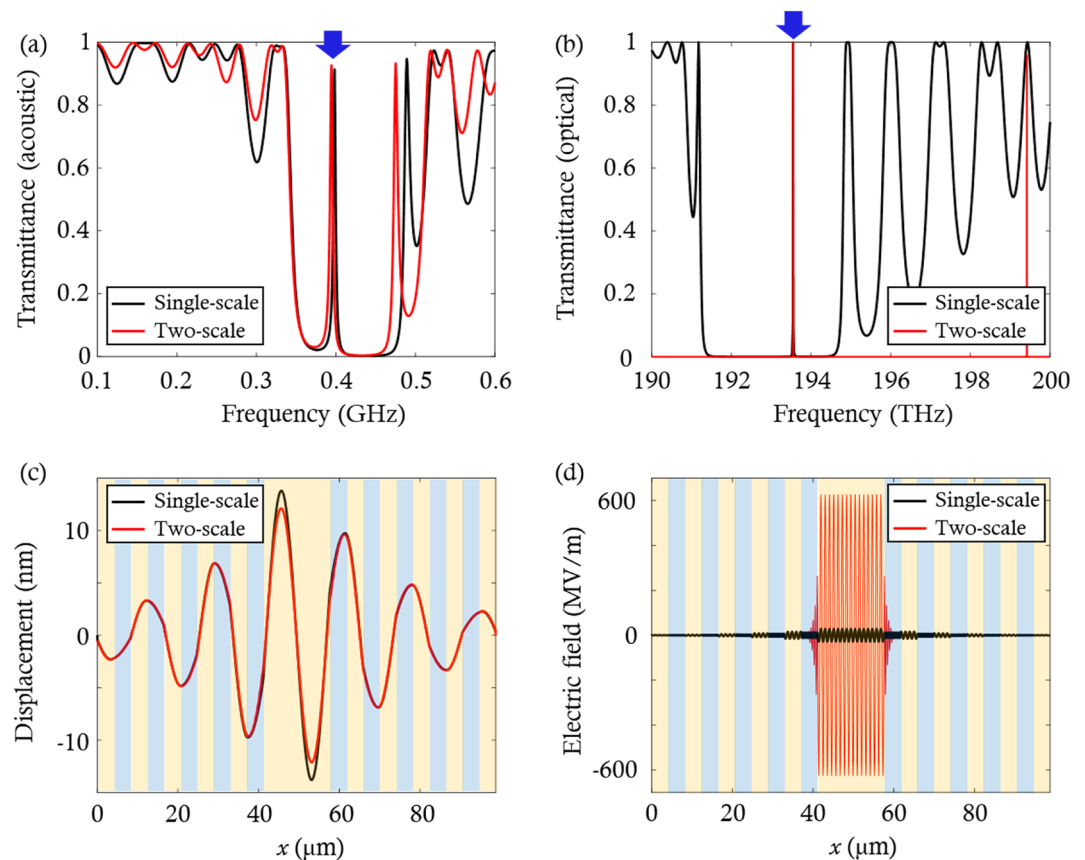 (a)
Transmittance (acoustic)
1
0.8
0.6
0.4
0.2
0
0.1
0.2
0.3
0.4
0.5
0.6
Frequency (GHz)
Single-scale
Two-scale
(b)
Transmittance (optical)
1
0.8
0.6
0.4
0.2
0
190
192
194
196
198
200
Frequency (THz)
Single-scale
Two-scale
(c)
Displacement (nm)
10
0
-10
0
20
40
60
80
x (μm)
Single-scale
Two-scale
(d)
Electric field (MV/m)
600
0
-600
0
20
40
60
80
x (μm)
Single-scale
Two-scale